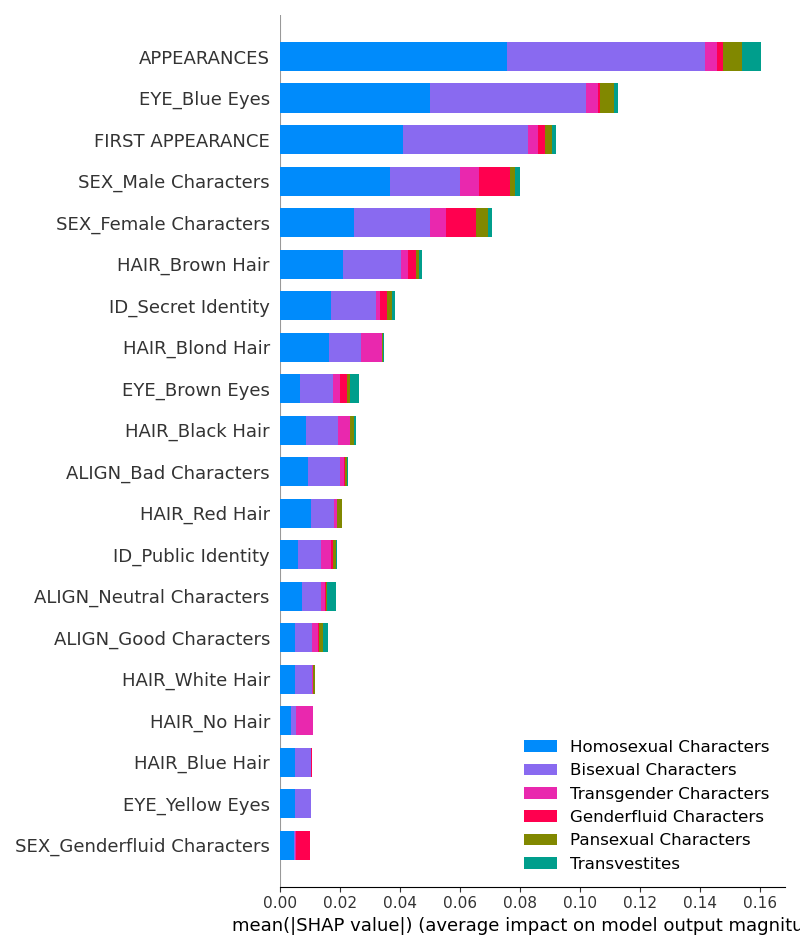 APPEARANCES
EYE_Blue Eyes
FIRST APPEARANCE
SEX_Male Characters
SEX_Female Characters
HAIR_Brown Hair
ID_Secret Identity
HAIR_Blond Hair
EYE_Brown Eyes
HAIR_Black Hair
ALIGN_Bad Characters
HAIR_Red Hair
ID_Public Identity
ALIGN_Neutral Characters
ALIGN_Good Characters
HAIR_White Hair
HAIR_No Hair
HAIR_Blue Hair
EYE_Yellow Eyes
SEX_Genderfluid Characters
Homosexual Characters
Bisexual Characters
Transgender Characters
Genderfluid Characters
Pansexual Characters
Transvestites
0.00 0.02 0.04 0.06 0.08 0.10 0.12 0.14 0.16
mean(|SHAP value|) (average impact on model output magnitu